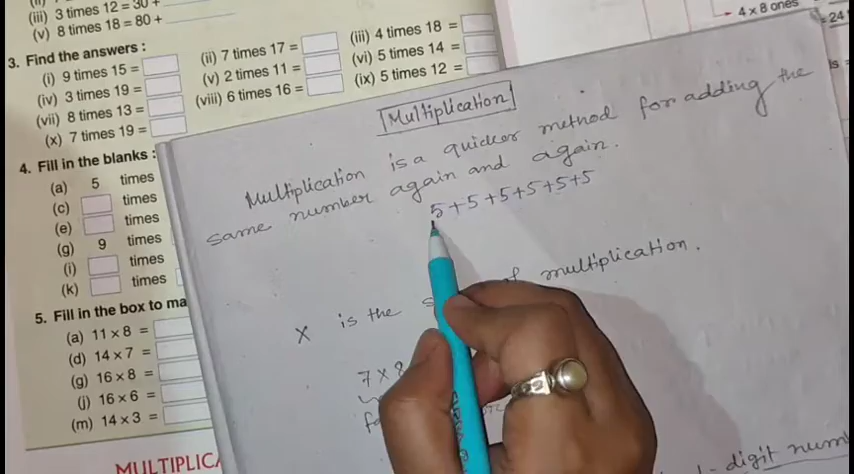 (iii) 3 times 12 = 30 +
(v) 8 times 18 = 80 +
3. Find the answers :
(i) 9 times 15 =
(ii) 7 times 17 =
(iii) 4 times 18 =
(iv) 3 times 19 =
(v) 2 times 11 =
(vi) 5 times 14 =
(vii) 8 times 13 =
(viii) 6 times 16 =
(ix) 5 times 12 =
(x) 7 times 19 =
4. Fill in the blanks :
(a) 5 times
(c) times
(e) times
(g) 9 times
(i) times
(k) times
5. Fill in the box to ma
(a) 11 × 8 =
(d) 14 × 7 =
(g) 16 × 8 =
(j) 16 × 6 =
(m) 14 × 3 =
MULTIPLICA
4 × 8 ones
= 24
Multiplication
Multiplication is a quicker method for adding the
same number again and again.
5+5+5+5+5+5
X is the of multiplication.
7 × 8
digit num